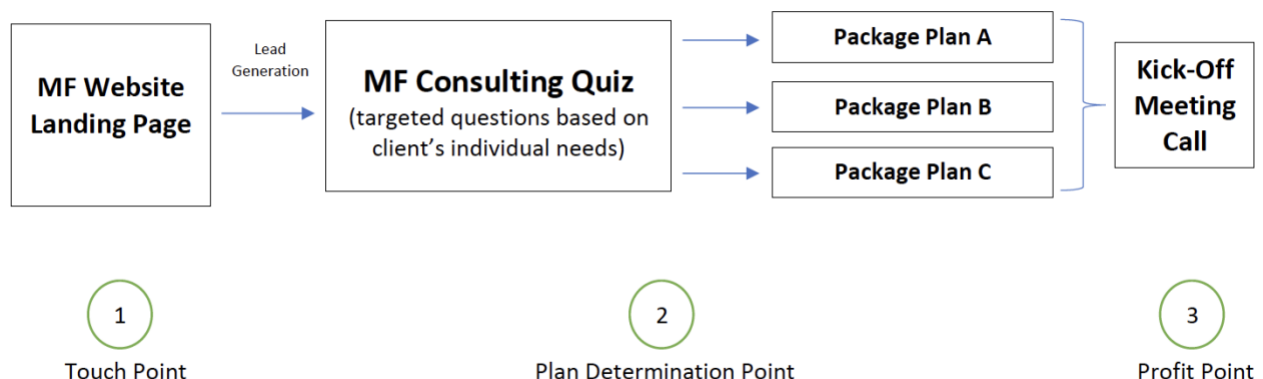 MF Website
Landing Page
Lead
Generation
MF Consulting Quiz
(targeted questions based on
client's individual needs)
Package Plan A
Package Plan B
Package Plan C
Kick-Off
Meeting
Call
1
Touch Point
2
Plan Determination Point
3
Profit Point